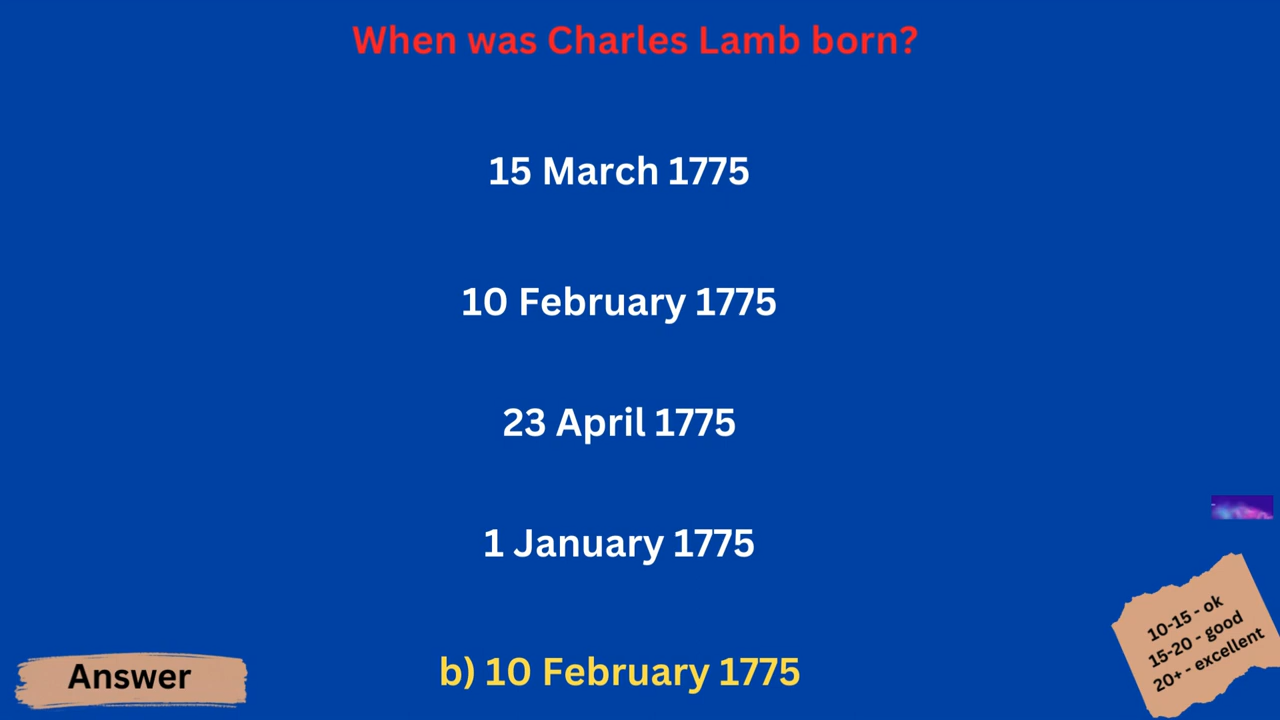 When was Charles Lamb born?
15 March 1775
10 February 1775
23 April 1775
1 January 1775
Answer
b) 10 February 1775
10-15 - ok
15-20 - good
20+ - excellent